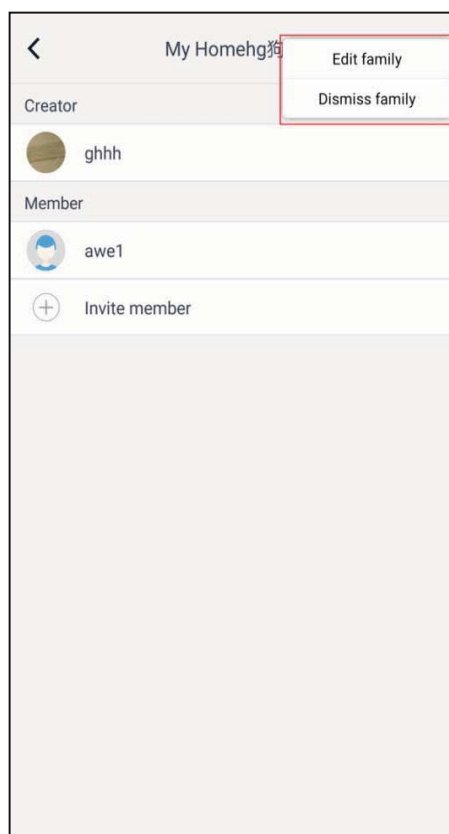 My Homehg狗
Edit family
Dismiss family
Creator
ghhh
Member
awe1
Invite member